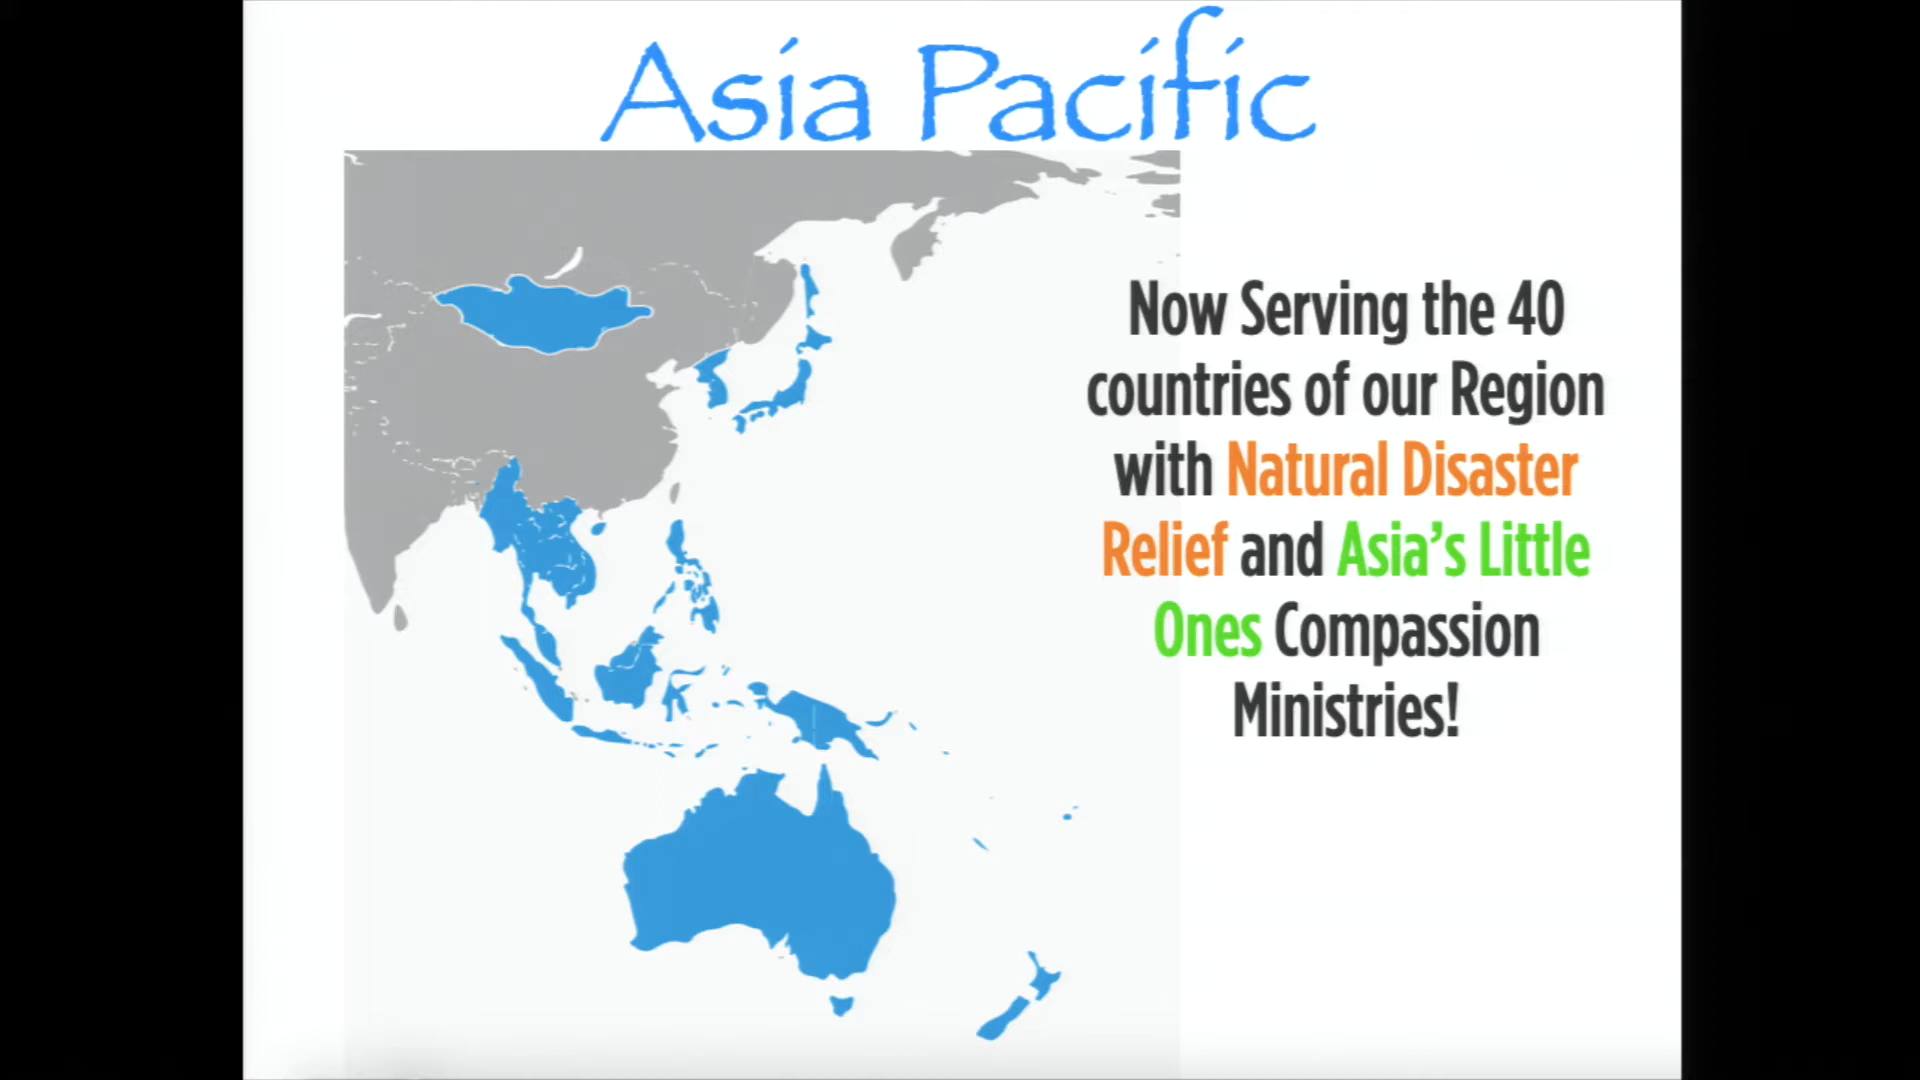 Asia Pacific
Now Serving the 40
countries of our Region
with Natural Disaster
Relief and Asia's Little
Ones Compassion
Ministries!